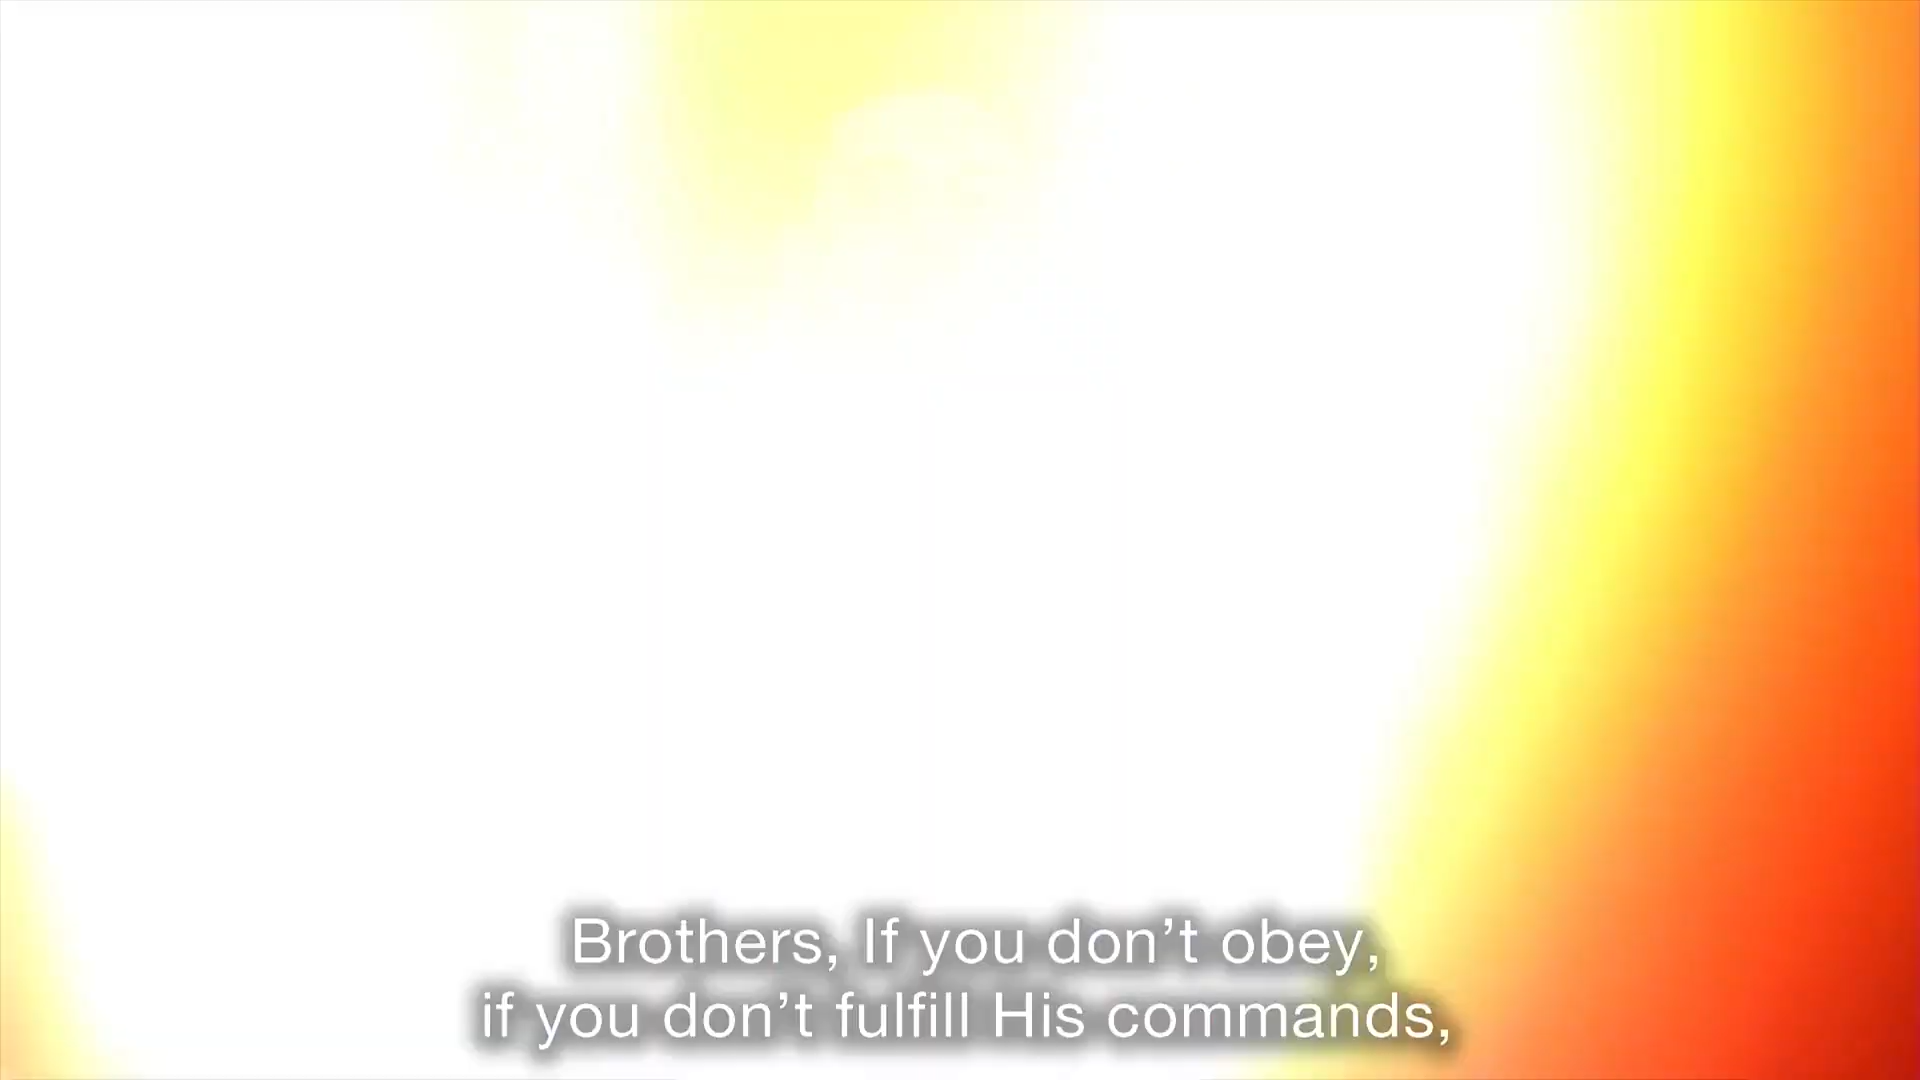 Brothers, If you don’t obey,
if you don’t fulfill His commands,